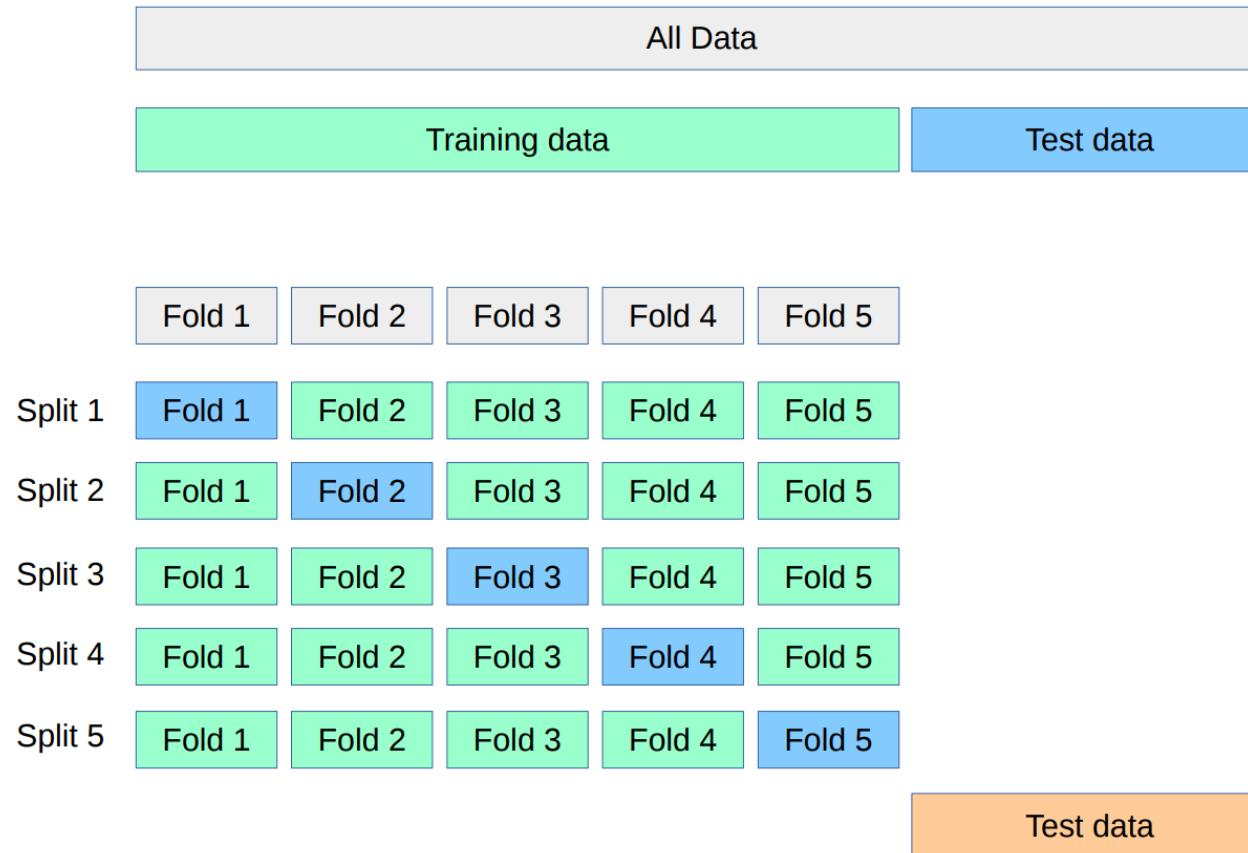 All Data
Training data Test data
Fold 1 Fold 2 Fold 3 Fold 4 Fold 5
Split 1 Fold 1 Fold 2 Fold 3 Fold 4 Fold 5
Split 2 Fold 1 Fold 2 Fold 3 Fold 4 Fold 5
Split 3 Fold 1 Fold 2 Fold 3 Fold 4 Fold 5
Split 4 Fold 1 Fold 2 Fold 3 Fold 4 Fold 5
Split 5 Fold 1 Fold 2 Fold 3 Fold 4 Fold 5
Test data